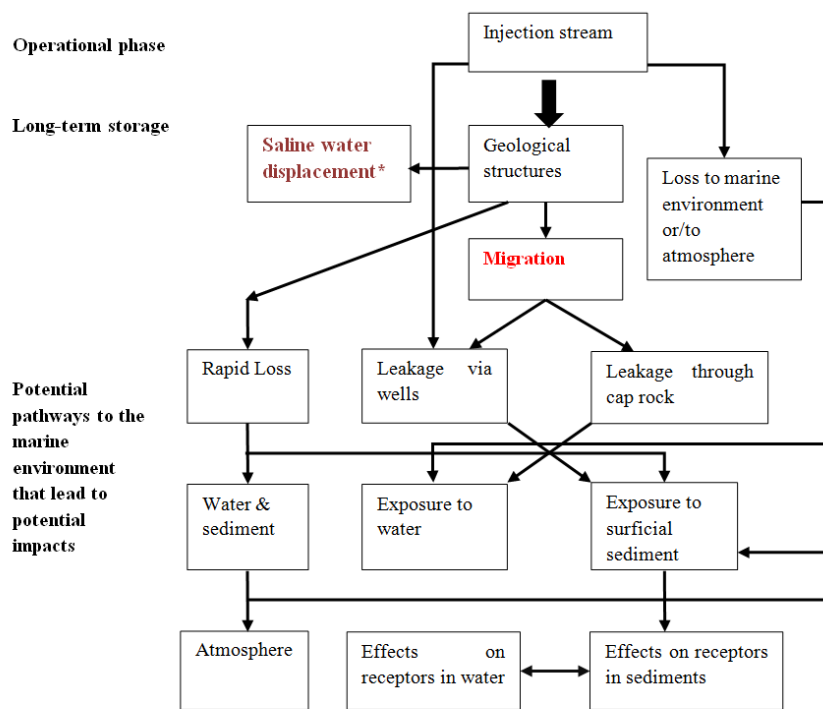 Operational phase
Injection stream
Long-term storage
Saline water
displacement*
Geological
structures
Loss to marine
environment
or/to
atmosphere
Migration
Potential
pathways to the
marine
environment
that lead to
potential
impacts
Rapid Loss
Leakage via
wells
Leakage through
cap rock
Water &
sediment
Exposure to
water
Exposure to
surficial
sediment
Atmosphere
Effects on
receptors in water
Effects on receptors
in sediments